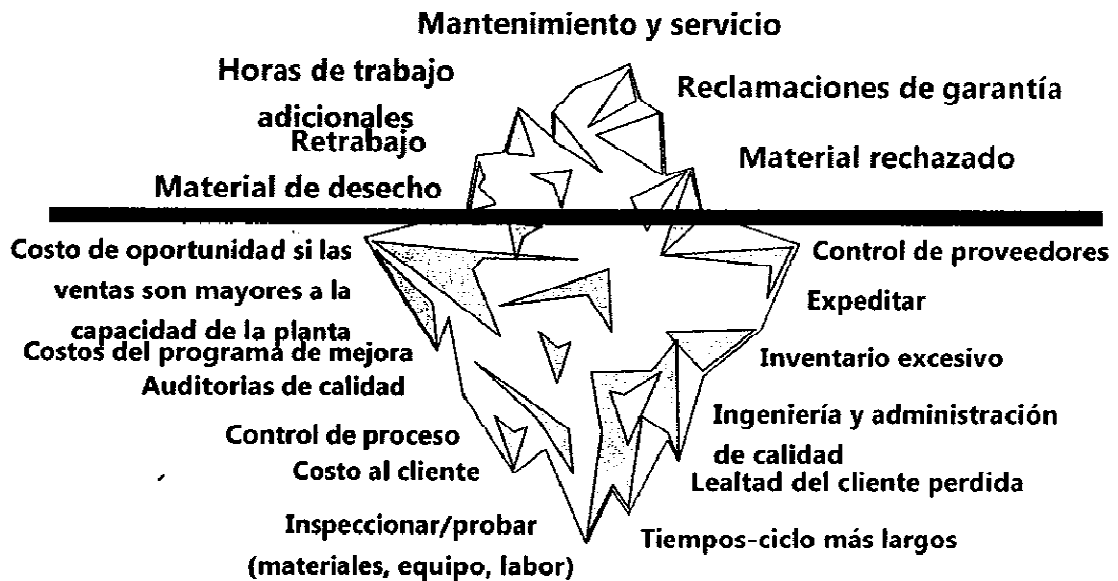 Mantenimiento y servicio
Horas de trabajo
adicionales
Retrabajo
Material de desecho
Reclamaciones de garantía
Material rechazado
Costo de oportunidad si las
ventas son mayores a la
capacidad de la planta
Costos del programa de mejora
Auditorias de calidad
Control de proceso
Costo al cliente
Inspeccionar/probar
(materiales, equipo, labor)
Control de proveedores
Expeditar
Inventario excesivo
Ingeniería y administración
de calidad
Lealtad del cliente perdida
Tiempos-ciclo más largos